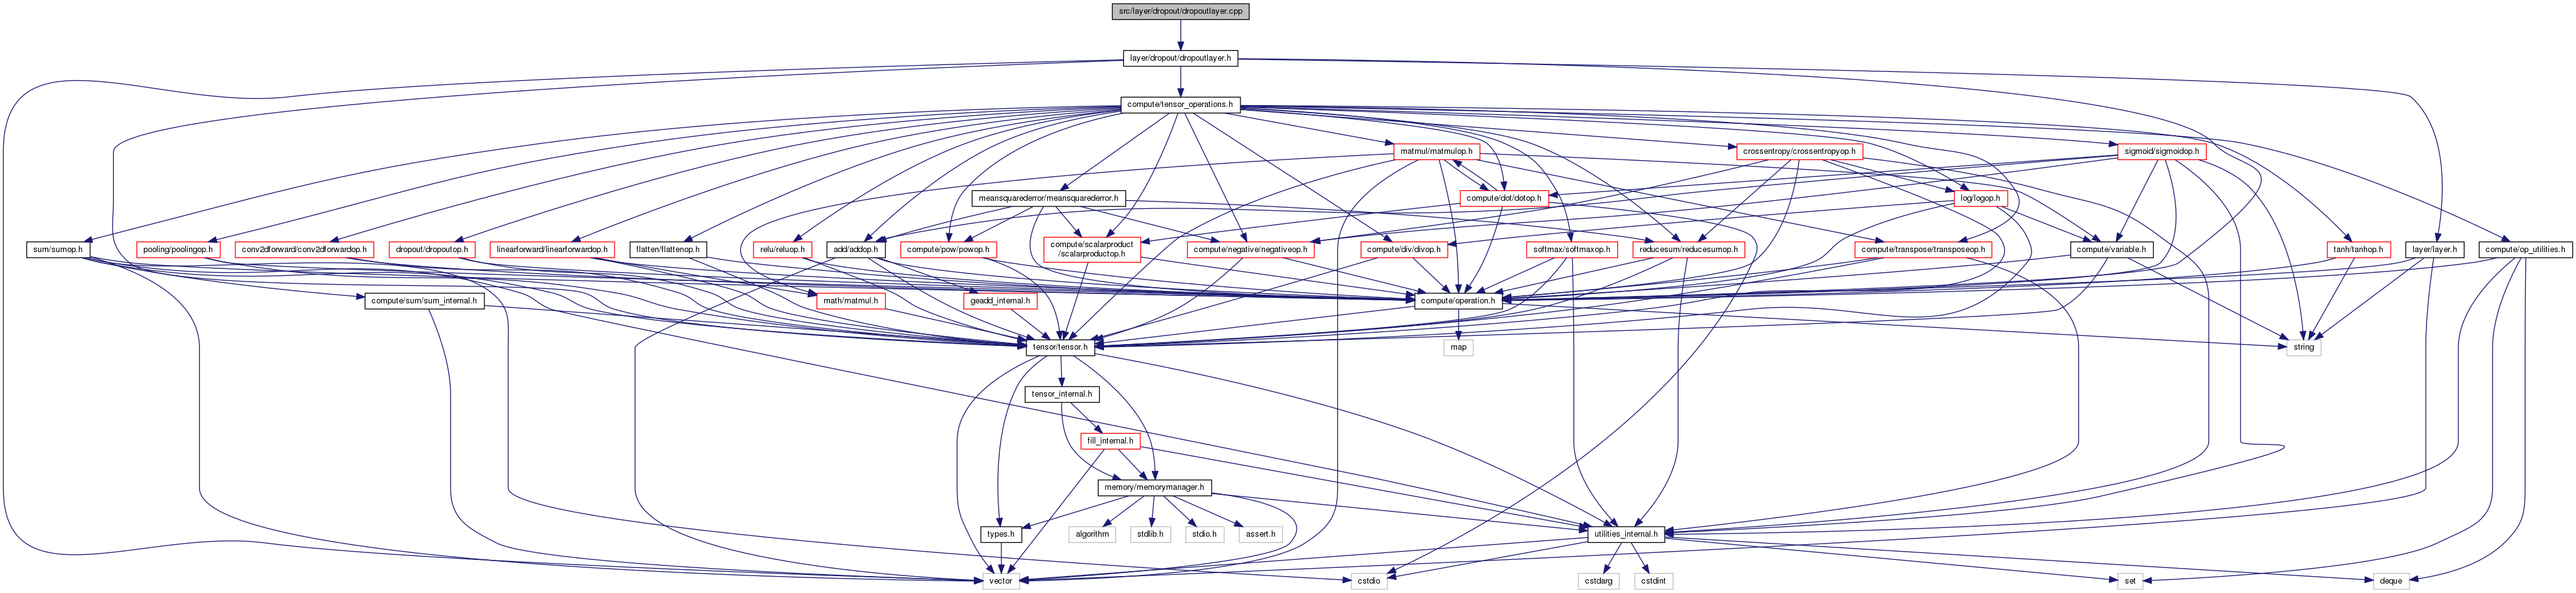 src/layer/dropout/dropoutlayer.cpp
layer/dropout/dropoutlayer.h
compute/tensor_operations.h
matmul/matmulop.h
crossentropy/crossentropyop.h
sigmoid/sigmoidop.h
meansquarederror/meansquarederror.h
compute/dot/dotop.h
log/logop.h
sum/sumop.h
pooling/poolingop.h
conv2dforward/conv2dforwardop.h
dropout/dropoutop.h
linearforward/linearforwardop.h
flatten/flattenop.h
relu/reluop.h
add/addop.h
compute/pow/powop.h
compute/scalarproduct
/scalarproductop.h
compute/negative/negativeop.h
compute/div/divop.h
softmax/softmaxop.h
reducesum/reducesumop.h
compute/transpose/transposeop.h
compute/variable.h
tanh/tanhop.h
layer/layer.h
compute/op_utilities.h
compute/sum/sum_internal.h
math/matmul.h
geadd_internal.h
compute/operation.h
tensor/tensor.h
map
string
tensor_internal.h
fill_internal.h
memory/memorymanager.h
types.h
algorithm
stdlib.h
stdio.h
assert.h
utilities_internal.h
vector
cstdio
cstdarg
cstdint
set
deque